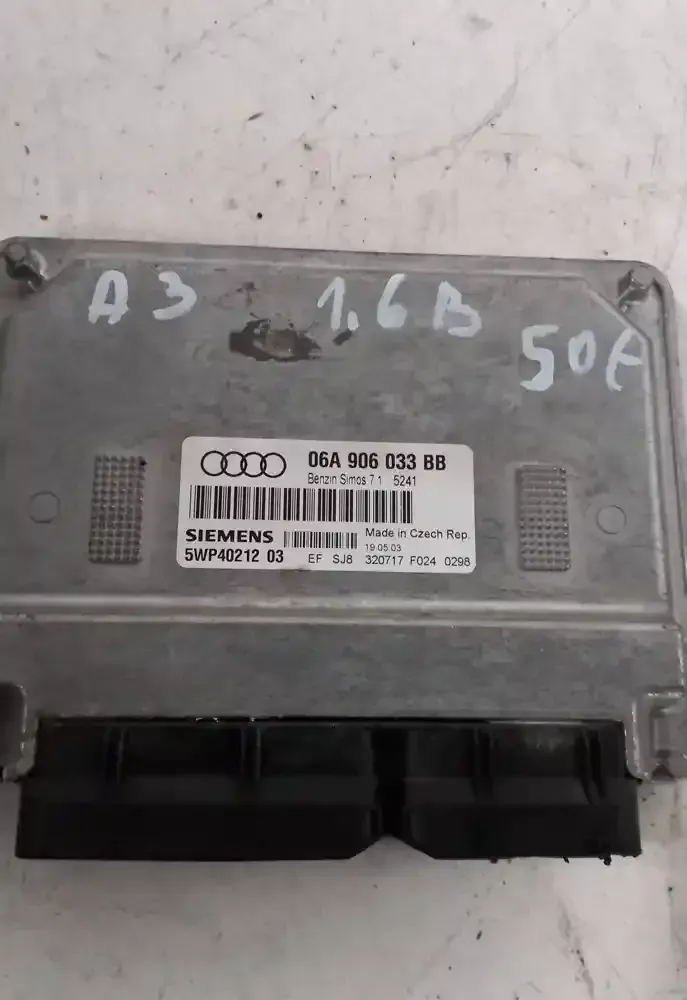 A3 1.6B
50€
06A 906 033 BB
Benzin Simos 7 1 5241
SIEMENS Made in Czech Rep.
19 05 03
5WP40212 03 EF SJ8 320717 F024 0298